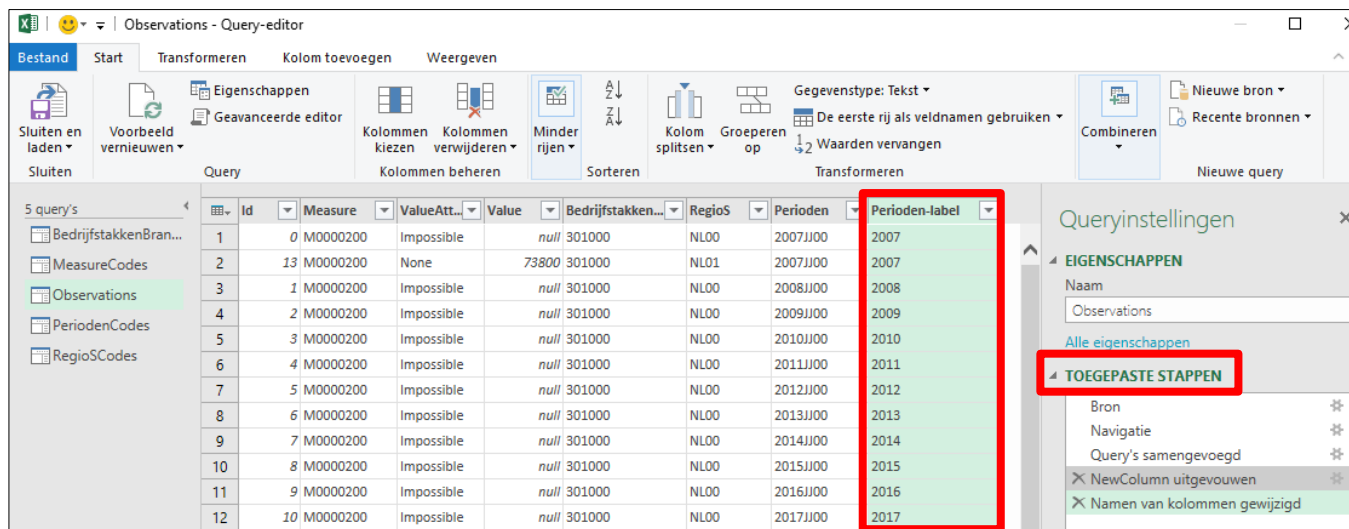 Observations - Query-editor
Bestand Start Transformeren Kolom toevoegen Weergeven
Sluiten en laden
Voorbeeld vernieuwen
Eigenschappen
Geavanceerde editor
Kolommen kiezen
Kolommen verwijderen
Minder rijen
A Z
Z A
Kolom splitsen
Groeperen op
Gegevenstype: Tekst
De eerste rij als veldnamen gebruiken
1 2 Waarden vervangen
Combineren
Nieuwe bron
Recente bronnen
Sluiten Query Kolommen beheren Sorteren Transformeren Nieuwe query
5 query's
BedrijfstakkenBran...
MeasureCodes
Observations
PeriodenCodes
RegioSCodes
Id Measure ValueAtt... Value Bedrijfstakken... RegioS Perioden Perioden-label
1 0 M0000200 Impossible null 301000 NL00 2007JJ00 2007
2 13 M0000200 None 73800 301000 NL01 2007JJ00 2007
3 1 M0000200 Impossible null 301000 NL00 2008JJ00 2008
4 2 M0000200 Impossible null 301000 NL00 2009JJ00 2009
5 3 M0000200 Impossible null 301000 NL00 2010JJ00 2010
6 4 M0000200 Impossible null 301000 NL00 2011JJ00 2011
7 5 M0000200 Impossible null 301000 NL00 2012JJ00 2012
8 6 M0000200 Impossible null 301000 NL00 2013JJ00 2013
9 7 M0000200 Impossible null 301000 NL00 2014JJ00 2014
10 8 M0000200 Impossible null 301000 NL00 2015JJ00 2015
11 9 M0000200 Impossible null 301000 NL00 2016JJ00 2016
12 10 M0000200 Impossible null 301000 NL00 2017JJ00 2017
Queryinstellingen
EIGENSCHAPPEN
Naam
Observations
Alle eigenschappen
TOEGEPASTE STAPPEN
Bron
Navigatie
Query's samengevoegd
NewColumn uitgevouwen
Namen van kolommen gewijzigd